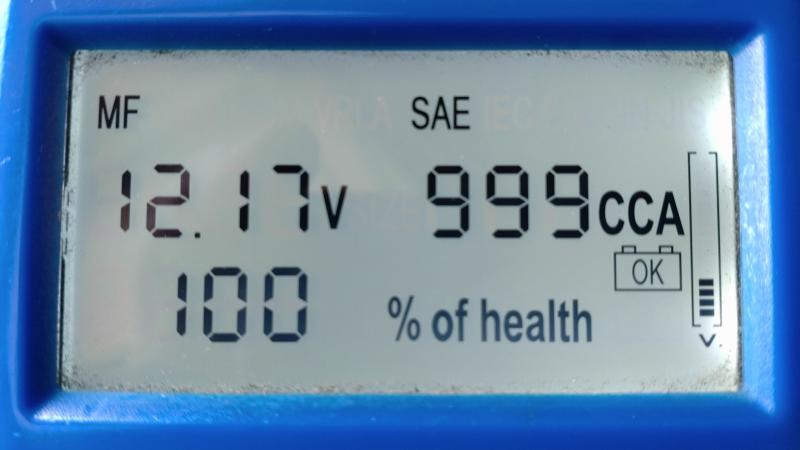 MF SAE
12.17V 999CCA
OK
100 % of health